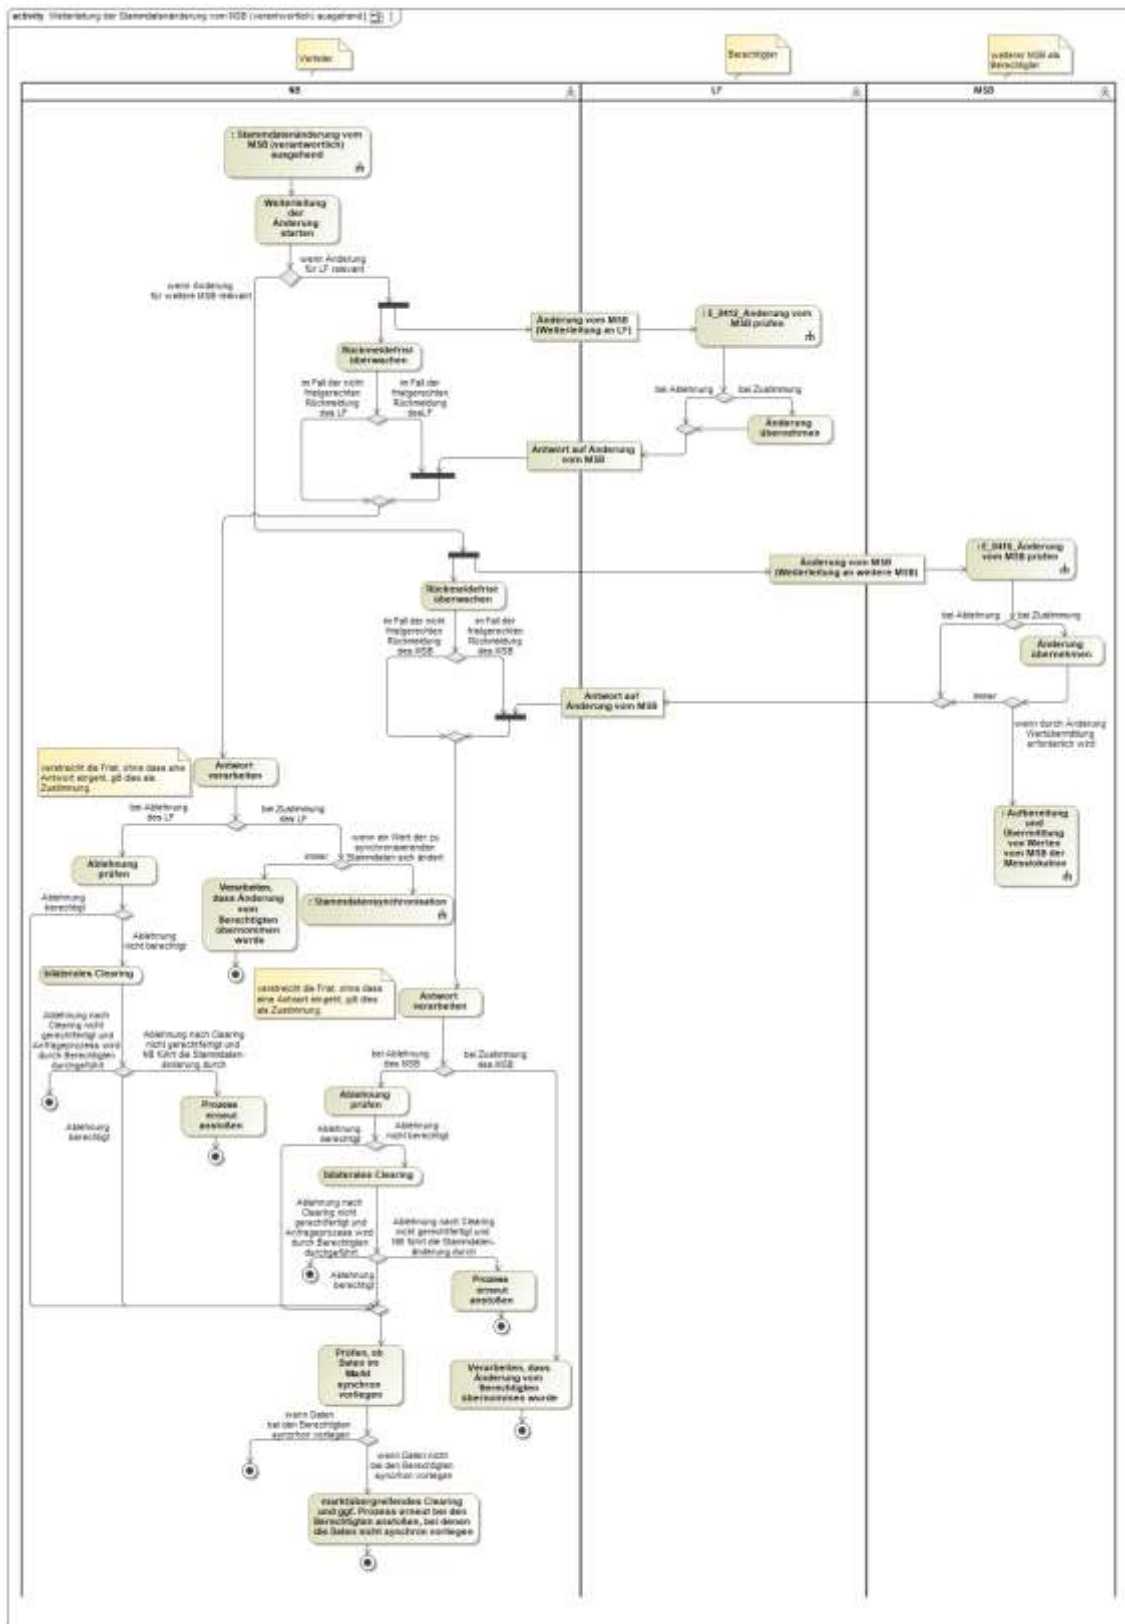 activity Weiterleitung der Stammdatenänderung vom MSB (verantwortlich) ausgehend
Verteiler
Berechtigter
weiterer MSB als
Berechtigter
NB
LF
MSB
: Stammdatenänderung vom
MSB (verantwortlich)
ausgehend
Weiterleitung
der
Änderung
starten
wenn Änderung
für LF relevant
wenn Änderung
für weitere MSB relevant
Änderung vom MSB
(Weiterleitung an LF)
: E_0412_Änderung vom
MSB prüfen
Rückmeldefrist
überwachen
im Fall der nicht
fristgerechten
Rückmeldung
des LF
im Fall der
fristgerechten
Rückmeldung
desLF
bei Ablehnung
bei Zustimmung
Änderung
übernehmen
Antwort auf Änderung
vom MSB
Änderung vom MSB
(Weiterleitung an weitere MSB)
vom MSB prüfen
Rückmeldefrist
überwachen
im Fall der nicht
fristgerechten
Rückmeldung
des MSB
im Fall der
fristgerechten
Rückmeldung
des MSB
bei Ablehnung
bei Zustimmung
Änderung
übernehmen
Antwort auf
Änderung vom MSB
immer
wenn durch Änderung
Wertübermittlung
erforderlich wird
: Aufbereitung
und
Übermittlung
von Werten
vom MSB der
Messlokation
verstreicht die Frist, ohne dass eine
Antwort eingeht, gilt dies als
Zustimmung.
Antwort
verarbeiten
bei Ablehnung
des LF
bei Zustimmung
des LF
Ablehnung
prüfen
immer
wenn ein Wert der zu
synchronisierenden
Stammdaten sich ändert
Verarbeiten,
dass Änderung
vom
Berechtigten
übernommen
wurde
: Stammdatensynchronisation
Ablehnung
berechtigt
Ablehnung
nicht berechtigt
bilaterales Clearing
verstreicht die Frist, ohne dass
eine Antwort eingeht, gilt dies
als Zustimmung.
Antwort
verarbeiten
Ablehnung nach
Clearing nicht
gerechtfertigt und
Anfrageprozess wird
durch Berechtigten
durchgeführt
Ablehnung nach Clearing
nicht gerechtfertigt und
NB führt die Stammdaten-
änderung durch
bei Ablehnung
des MSB
bei Zustimmung
des MSB
Prozess
erneut
anstoßen
Ablehnung
prüfen
Ablehnung
berechtigt
Ablehnung
berechtigt
Ablehnung
nicht berechtigt
bilaterales Clearing
Ablehnung nach
Clearing nicht
gerechtfertigt und
Anfrageprozess wird
durch Berechtigten
durchgeführt
Ablehnung nach Clearing
nicht gerechtfertigt und
NB führt die Stammdaten-
änderung durch
Ablehnung
berechtigt
Prozess
erneut
anstoßen
Prüfen, ob
Daten im
Markt
synchron
vorliegen
Verarbeiten, dass
Änderung vom
Berechtigten
übernommen wurde
wenn Daten
bei den Berechtigten
synchron vorliegen
wenn Daten nicht
bei den Berechtigten
synchron vorliegen
marktübergreifendes Clearing
und ggf. Prozess erneut bei den
Berechtigten anstoßen, bei denen
die Daten nicht synchron vorliegen